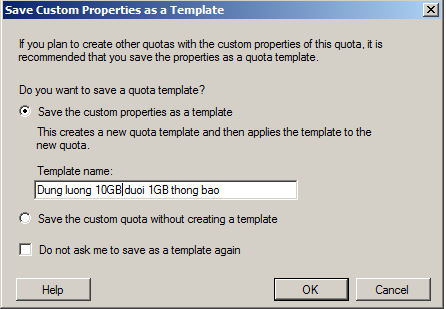 Save Custom Properties as a Template
If you plan to create other quotas with the custom properties of this quota, it is
recommended that you save the properties as a quota template.
Do you want to save a quota template?
Save the custom properties as a template
This creates a new quota template and then applies the template to the
new quota.
Template name:
Dung luong 10GB duoi 1GB thong bao
Save the custom quota without creating a template
Do not ask me to save as a template again
Help OK Cancel